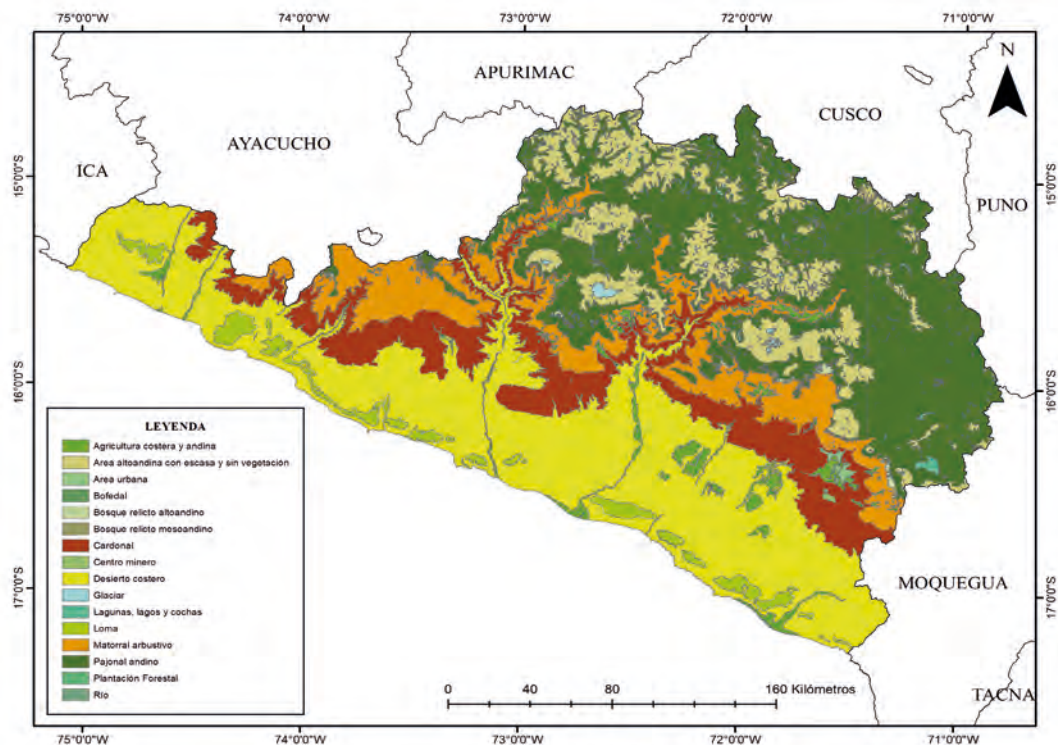 75°0'0"O
74°0'0"O
73°0'0"O
72°0'0"O
71°0'0"O
N
APURIMAC
CUSCO
AYACUCHO
ICA
PUNO
15°0'0"S
15°0'0"S
16°0'0"S
16°0'0"S
LEYENDA
Agricultura costera y andina
Area altoandina con escasa y sin vegetación
Area urbana
Bofedal
Bosque relicto altoandino
Bosque relicto mesoandino
Cardonal
Centro minero
Desierto costero
Glaciar
Lagunas, lagos y cochas
Loma
Matorral arbustivo
Pajonal andino
Plantación Forestal
Río
17°0'0"S
17°0'0"S
MOQUEGUA
TACNA
0 40 80 160 Kilómetros
75°0'0"O
74°0'0"O
73°0'0"O
72°0'0"O
71°0'0"O